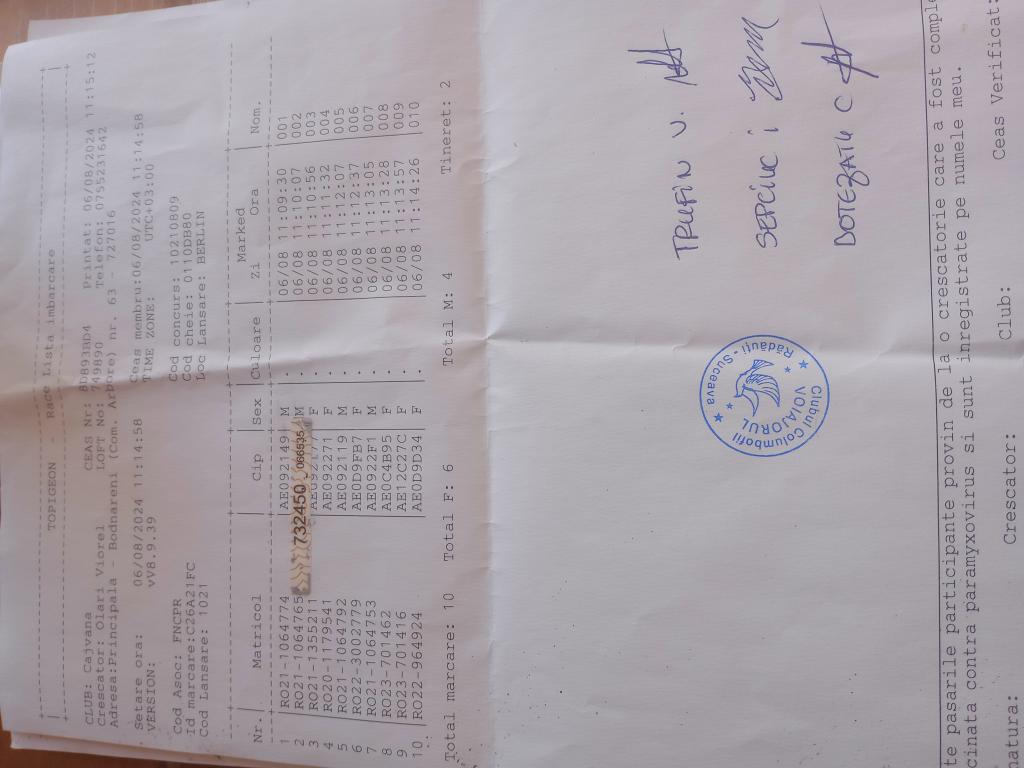 TOPIGEON - Race Lista imbarcare
CLUB: Cajvana CEAS Nr: Printat: 06/08/2024 11:15:12
Crescator: Olari Viorel LOFT No: 749890 Telefon: 0755231642
Adresa:Principala - Bodnareni (Com. Arbore) nr. 63 - 727016
Setare ora: 06/08/2024 11:14:58 Ceas membru:06/08/2024 11:14:58
VERSION: vV8.9.39 TIME ZONE: UTC+03:00
Cod Asoc: FNCPR Cod concurs: 10210809
Id marcare:C26A21FC Cod cheie: 0110DB80
Cod Lansare: 1021 Loc Lansare: BERLIN
Marked
Nr. | Matricol | Cip | Sex | Culoare | Zi Ora | Nom.
1 RO21-1064774 AE092149 M . 06/08 11:09:30 001
2 RO21-1064765 M . 06/08 11:10:07 002
3 RO21-1355211 F . 06/08 11:10:56 003
4 RO20-1179541 AE092271 F . 06/08 11:11:32 004
5 RO21-1064792 AE092119 M . 06/08 11:12:07 005
6 RO22-3002779 AE0D9FB7 F . 06/08 11:12:37 006
7 RO21-1064753 AE0922F1 M . 06/08 11:13:05 007
8 RO23-701462 AE0C4B95 F . 06/08 11:13:28 008
9 RO23-701416 AE12C27C F . 06/08 11:13:57 009
10 RO22-964924 AE0D9D34 F . 06/08 11:14:26 010
732450 066535
Total marcare: 10 Total F: 6 Total M: 4 Tineret: 2
TRUFIN V.
SEPCIUC i
BOTEZATU C
Clubul Columbofil
VOIAJORUL
Rădăuți - Suceava
te pasarile participante provin de la o crescatorie care a fost comple
cinata contra paramyxovirus si sunt inregistrate pe numele meu.
natura: Crescator: Club: Ceas Verificat: